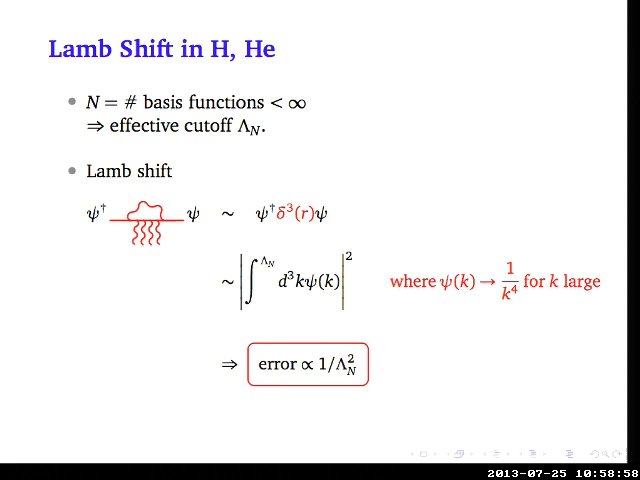 Lamb Shift in H, He
• N = # basis functions < ∞
⇒ effective cutoff Λ_N.
• Lamb shift
ψ† ψ ∼ ψ†δ³(r)ψ
∼ |∫^{Λ_N} d³kψ(k)|² where ψ(k) → 1/k⁴ for k large
⇒ error ∝ 1/Λ_N²
2013-07-25 10:58:58